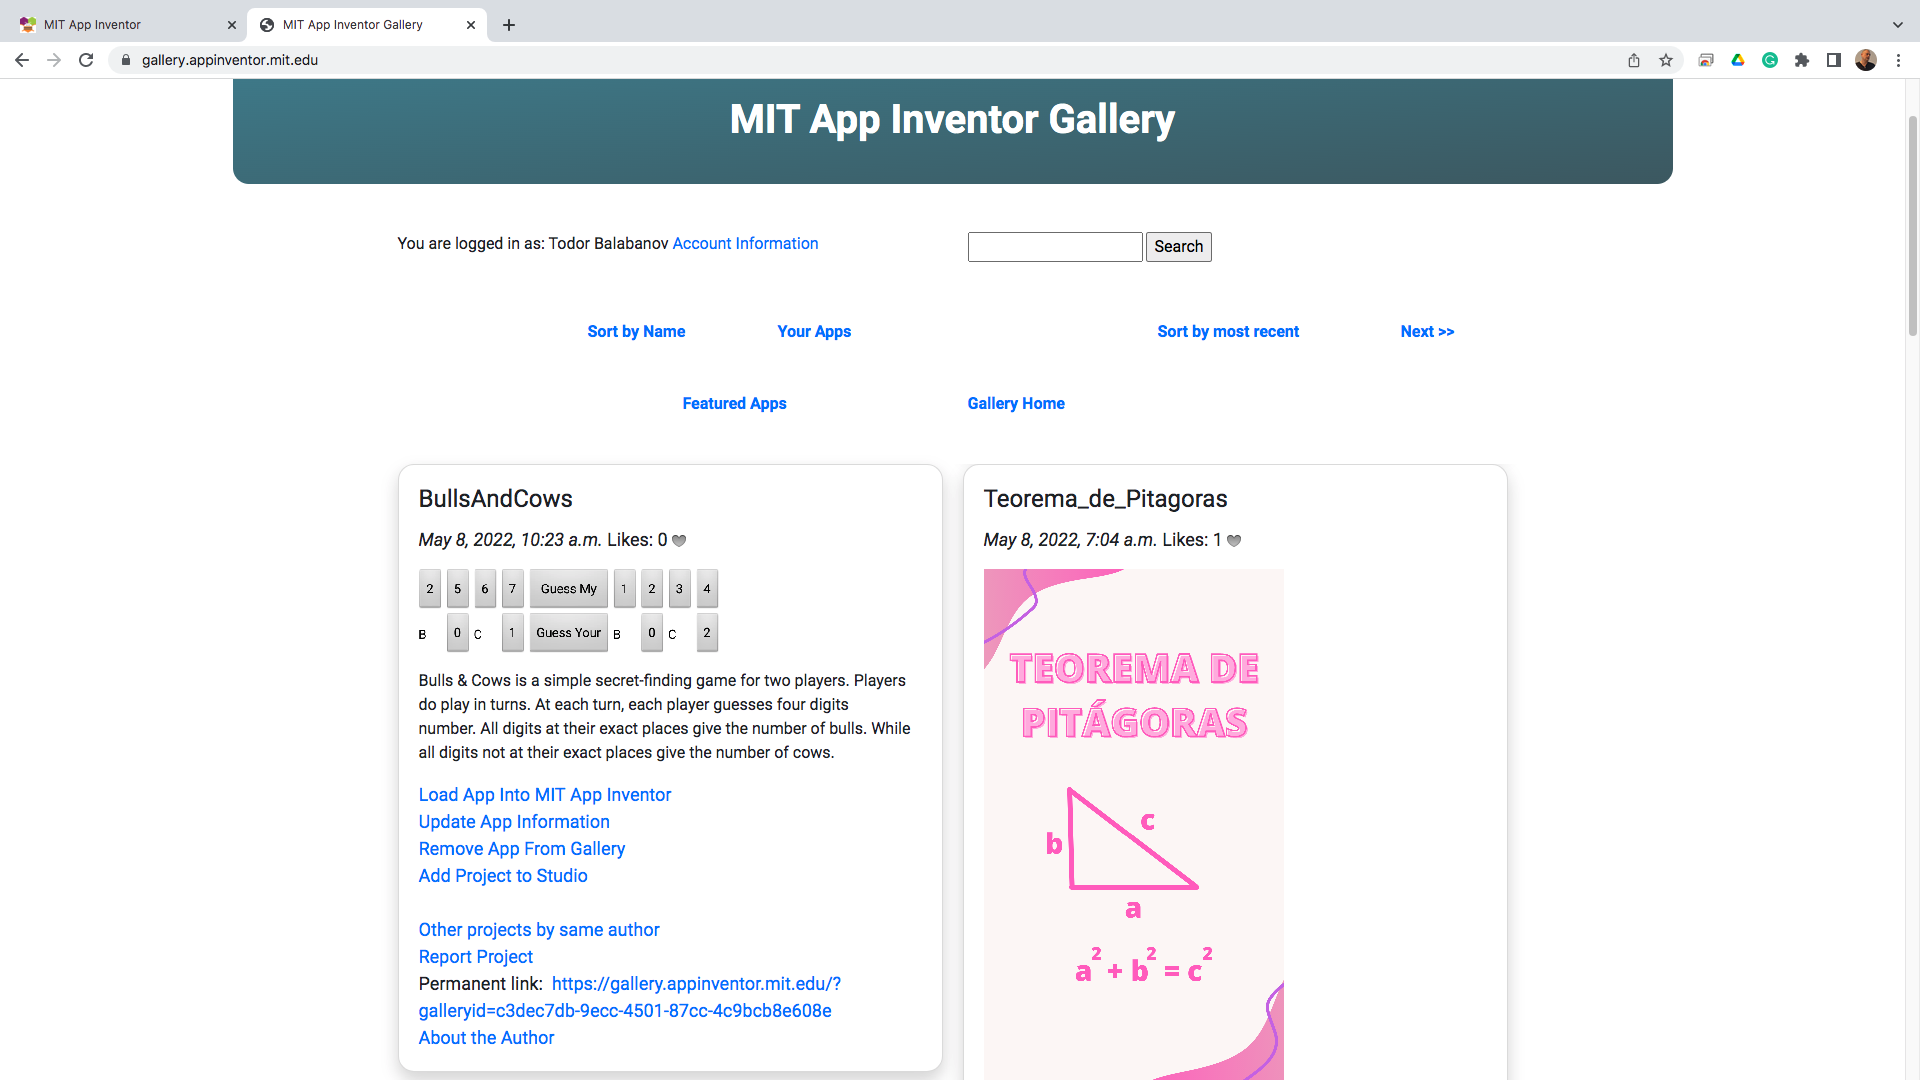 MIT App Inventor
MIT App Inventor Gallery
gallery.appinventor.mit.edu
MIT App Inventor Gallery
You are logged in as: Todor Balabanov Account Information
Search
Sort by Name
Your Apps
Sort by most recent
Next >>
Featured Apps
Gallery Home
BullsAndCows
May 8, 2022, 10:23 a.m. Likes: 0
2 5 6 7 Guess My 1 2 3 4
B 0 C 1 Guess Your B 0 C 2
Bulls & Cows is a simple secret-finding game for two players. Players
do play in turns. At each turn, each player guesses four digits
number. All digits at their exact places give the number of bulls. While
all digits not at their exact places give the number of cows.
Load App Into MIT App Inventor
Update App Information
Remove App From Gallery
Add Project to Studio
Other projects by same author
Report Project
Permanent link: https://gallery.appinventor.mit.edu/?
galleryid=c3dec7db-9ecc-4501-87cc-4c9bcb8e608e
About the Author
Teorema_de_Pitagoras
May 8, 2022, 7:04 a.m. Likes: 1
TEOREMA DE
PITÁGORAS
c
b
a
a² + b² = c²